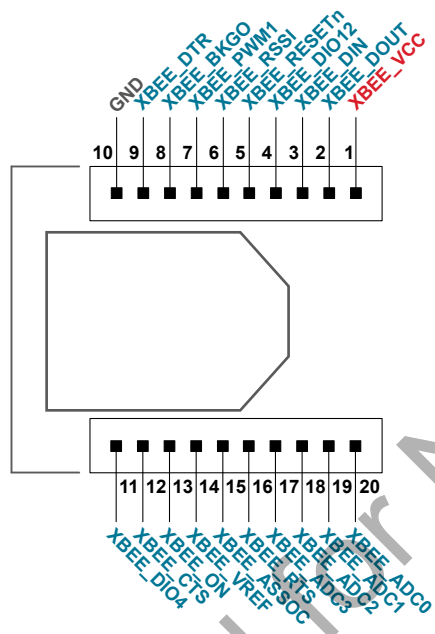 GND
XBEE_DTR
XBEE_BKGO
XBEE_PWM1
XBEE_RSSI
XBEE_RESETn
XBEE_DIO12
XBEE_DIN
XBEE_DOUT
XBEE_VCC
10 9 8 7 6 5 4 3 2 1
11 12 13 14 15 16 17 18 19 20
XBEE_DIO4
XBEE_CTS
XBEE_ON
XBEE_VREF
XBEE_ASSOC
XBEE_RTS
XBEE_ADC3
XBEE_ADC2
XBEE_ADC1
XBEE_ADC0
for